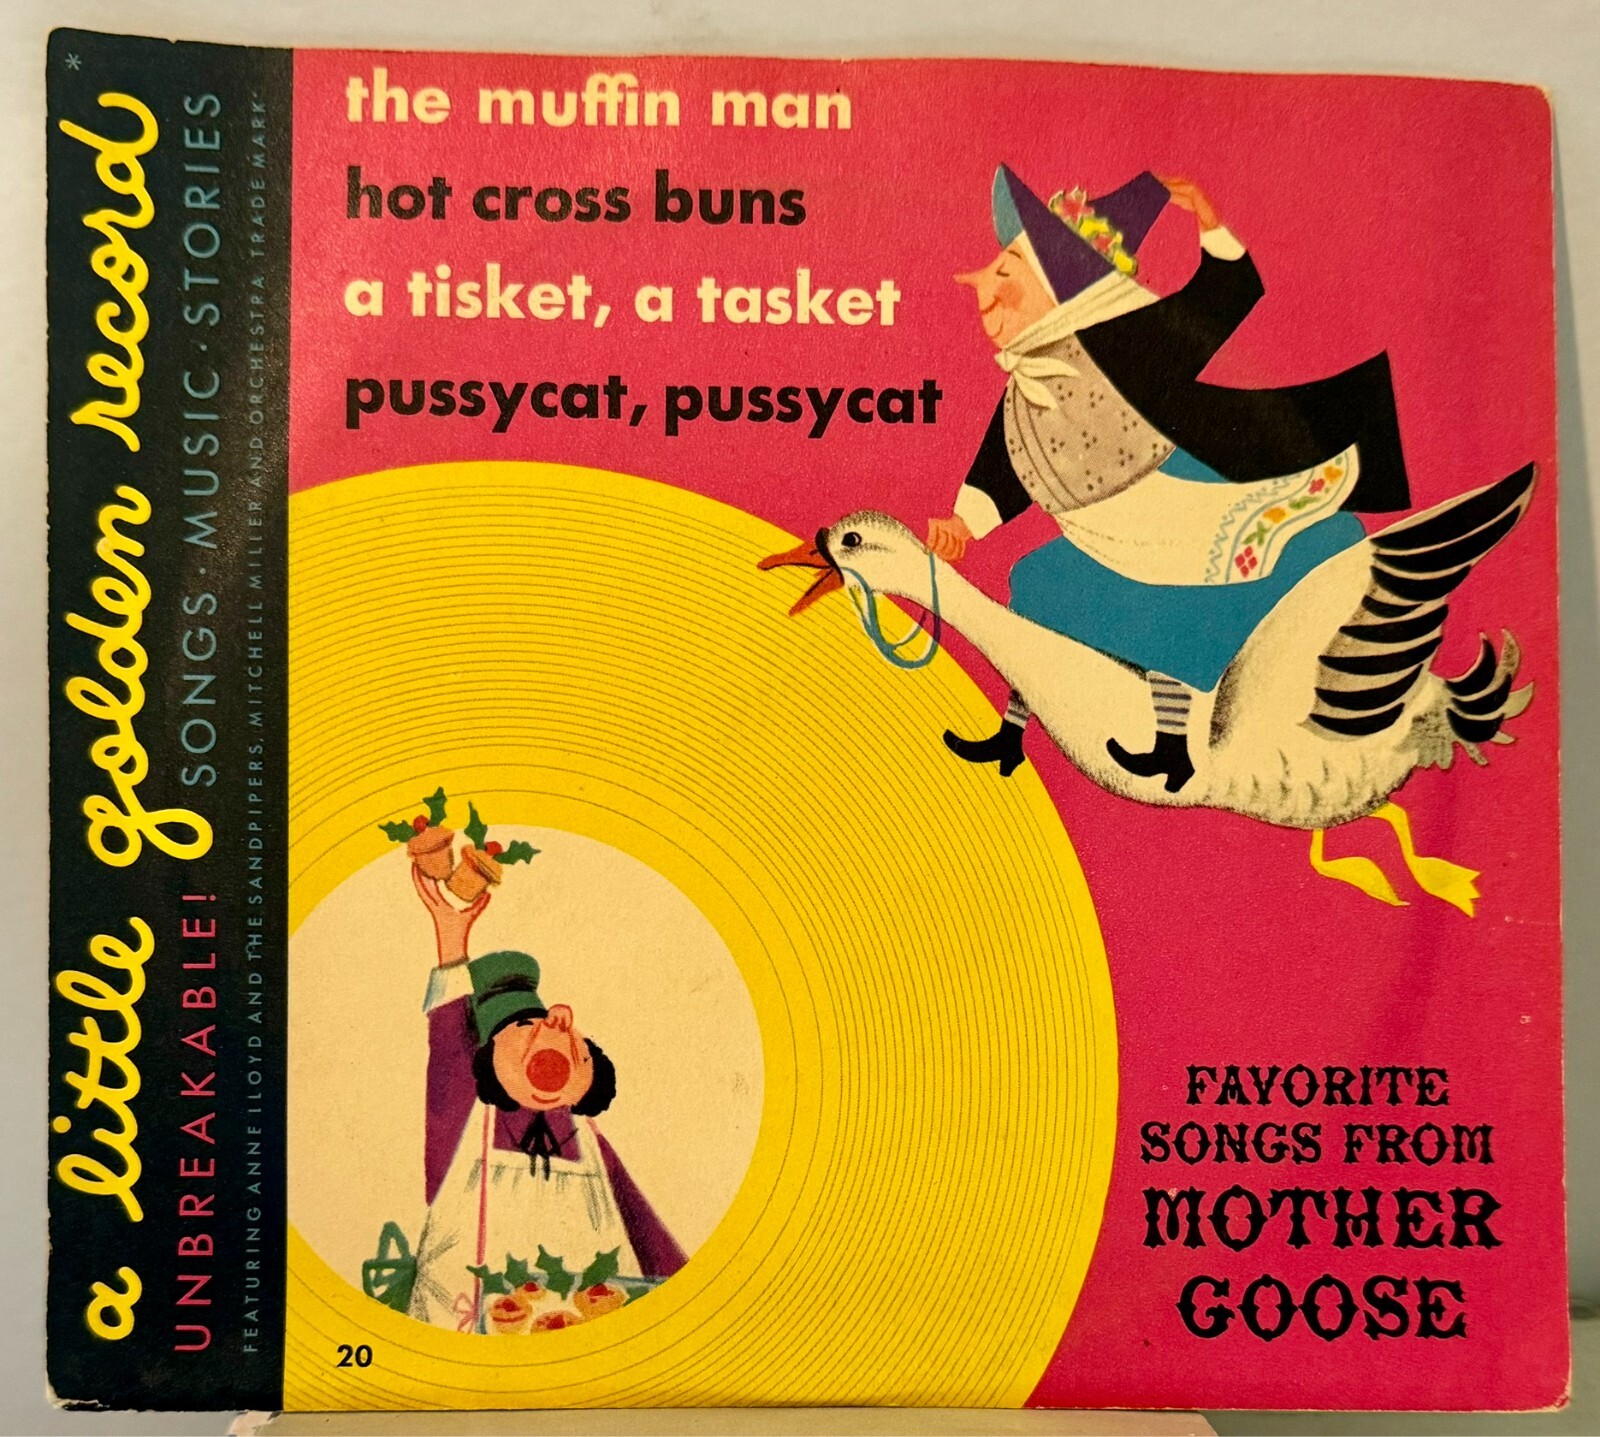 a little golden record*
UNBREAKABLE! SONGS · MUSIC · STORIES
FEATURING ANNE LLOYD AND THE SANDPIPERS, MITCHELL MILLER AND ORCHESTRA TRADE MARK*
the muffin man
hot cross buns
a tisket, a tasket
pussycat, pussycat
20
FAVORITE
SONGS FROM
MOTHER
GOOSE